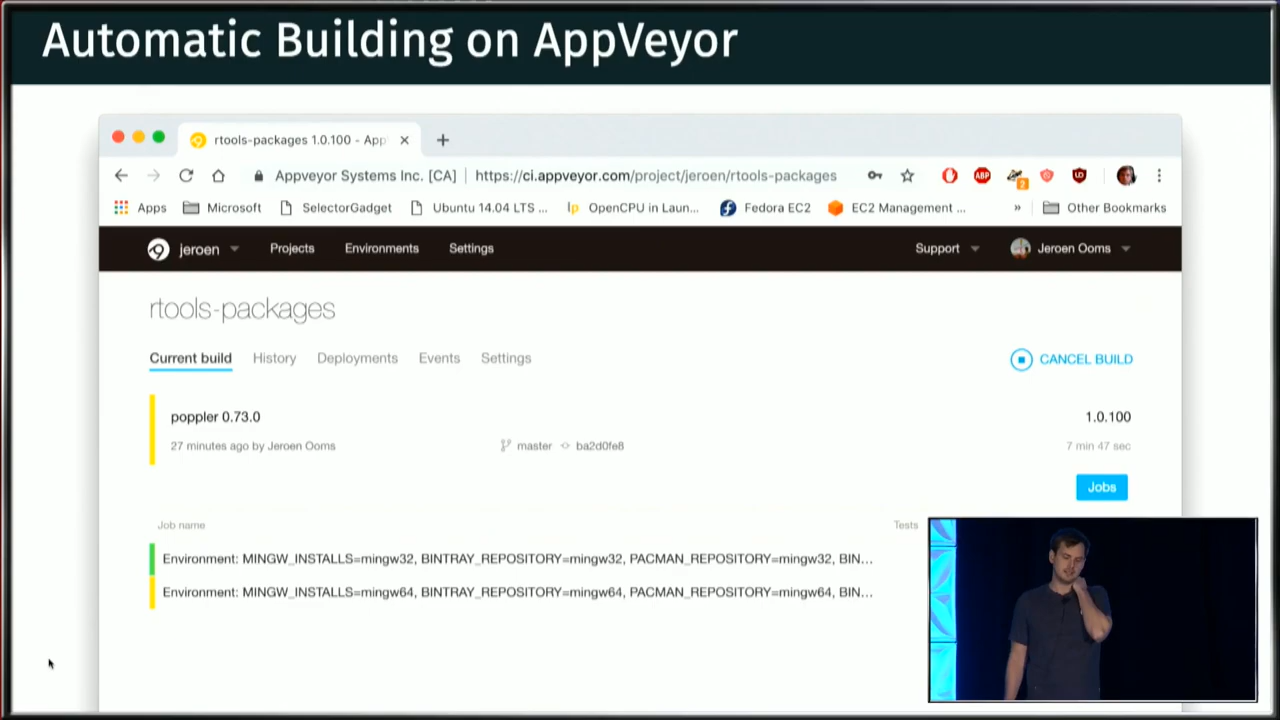 Automatic Building on AppVeyor
rtools-packages 1.0.100 - App
Appveyor Systems Inc. [CA] https://ci.appveyor.com/project/jeroen/rtools-packages
ABP
2
Apps Microsoft SelectorGadget Ubuntu 14.04 LTS ... OpenCPU in Laun... Fedora EC2 EC2 Management ... » Other Bookmarks
jeroen Projects Environments Settings Support Jeroen Ooms
rtools-packages
Current build History Deployments Events Settings CANCEL BUILD
poppler 0.73.0 1.0.100
27 minutes ago by Jeroen Ooms master ba2d0fe8 7 min 47 sec
Jobs
Job name Tests
Environment: MINGW_INSTALLS=mingw32, BINTRAY_REPOSITORY=mingw32, PACMAN_REPOSITORY=mingw32, BIN...
Environment: MINGW_INSTALLS=mingw64, BINTRAY_REPOSITORY=mingw64, PACMAN_REPOSITORY=mingw64, BIN...